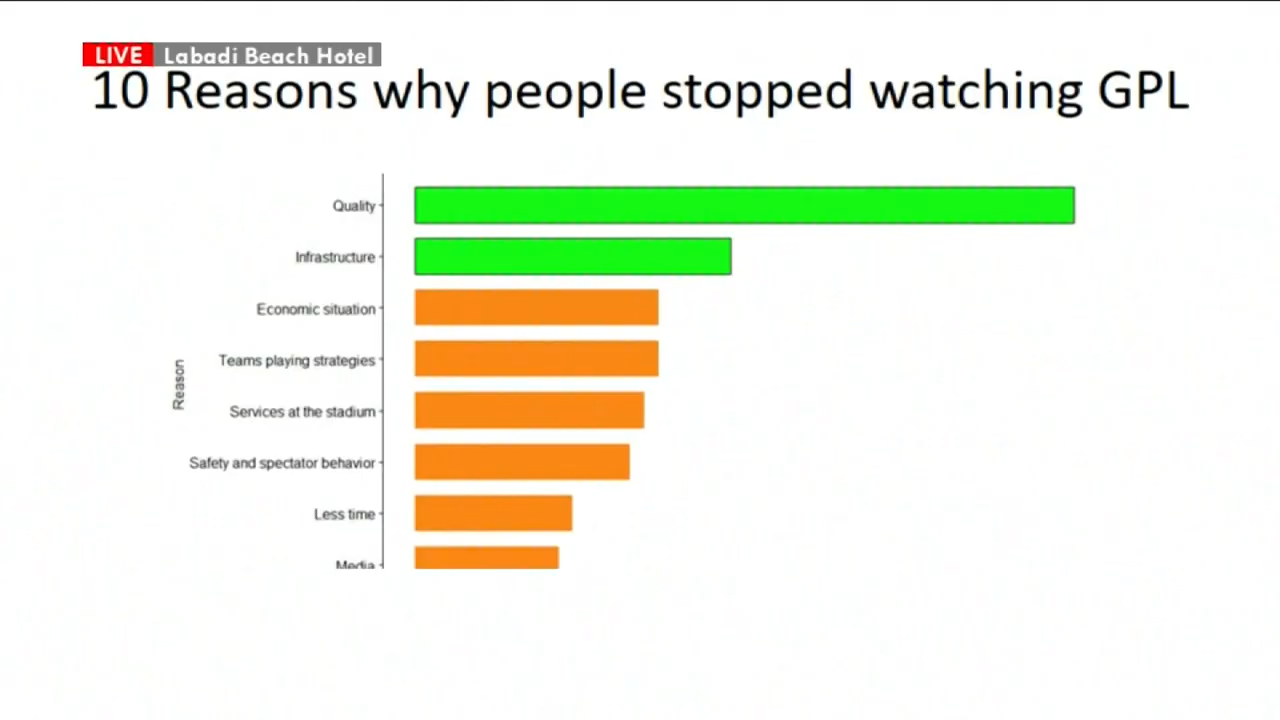 LIVE Labadi Beach Hotel
10 Reasons why people stopped watching GPL
Quality
Infrastructure
Economic situation
Teams playing strategies
Reason
Services at the stadium
Safety and spectator behavior
Less time
Media